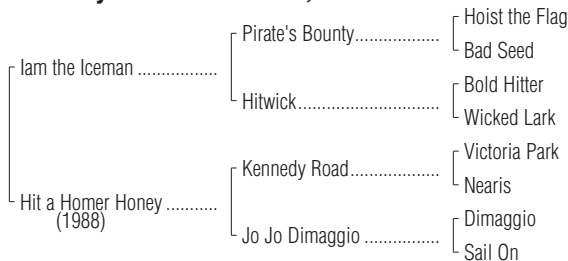 Hoist the Flag
Pirate's Bounty..................
Bad Seed
Iam the Iceman .................
Bold Hitter
Hitwick..............................
Wicked Lark
Victoria Park
Kennedy Road....................
Nearis
Hit a Homer Honey ...........
(1988)
Dimaggio
Jo Jo Dimaggio ................
Sail On